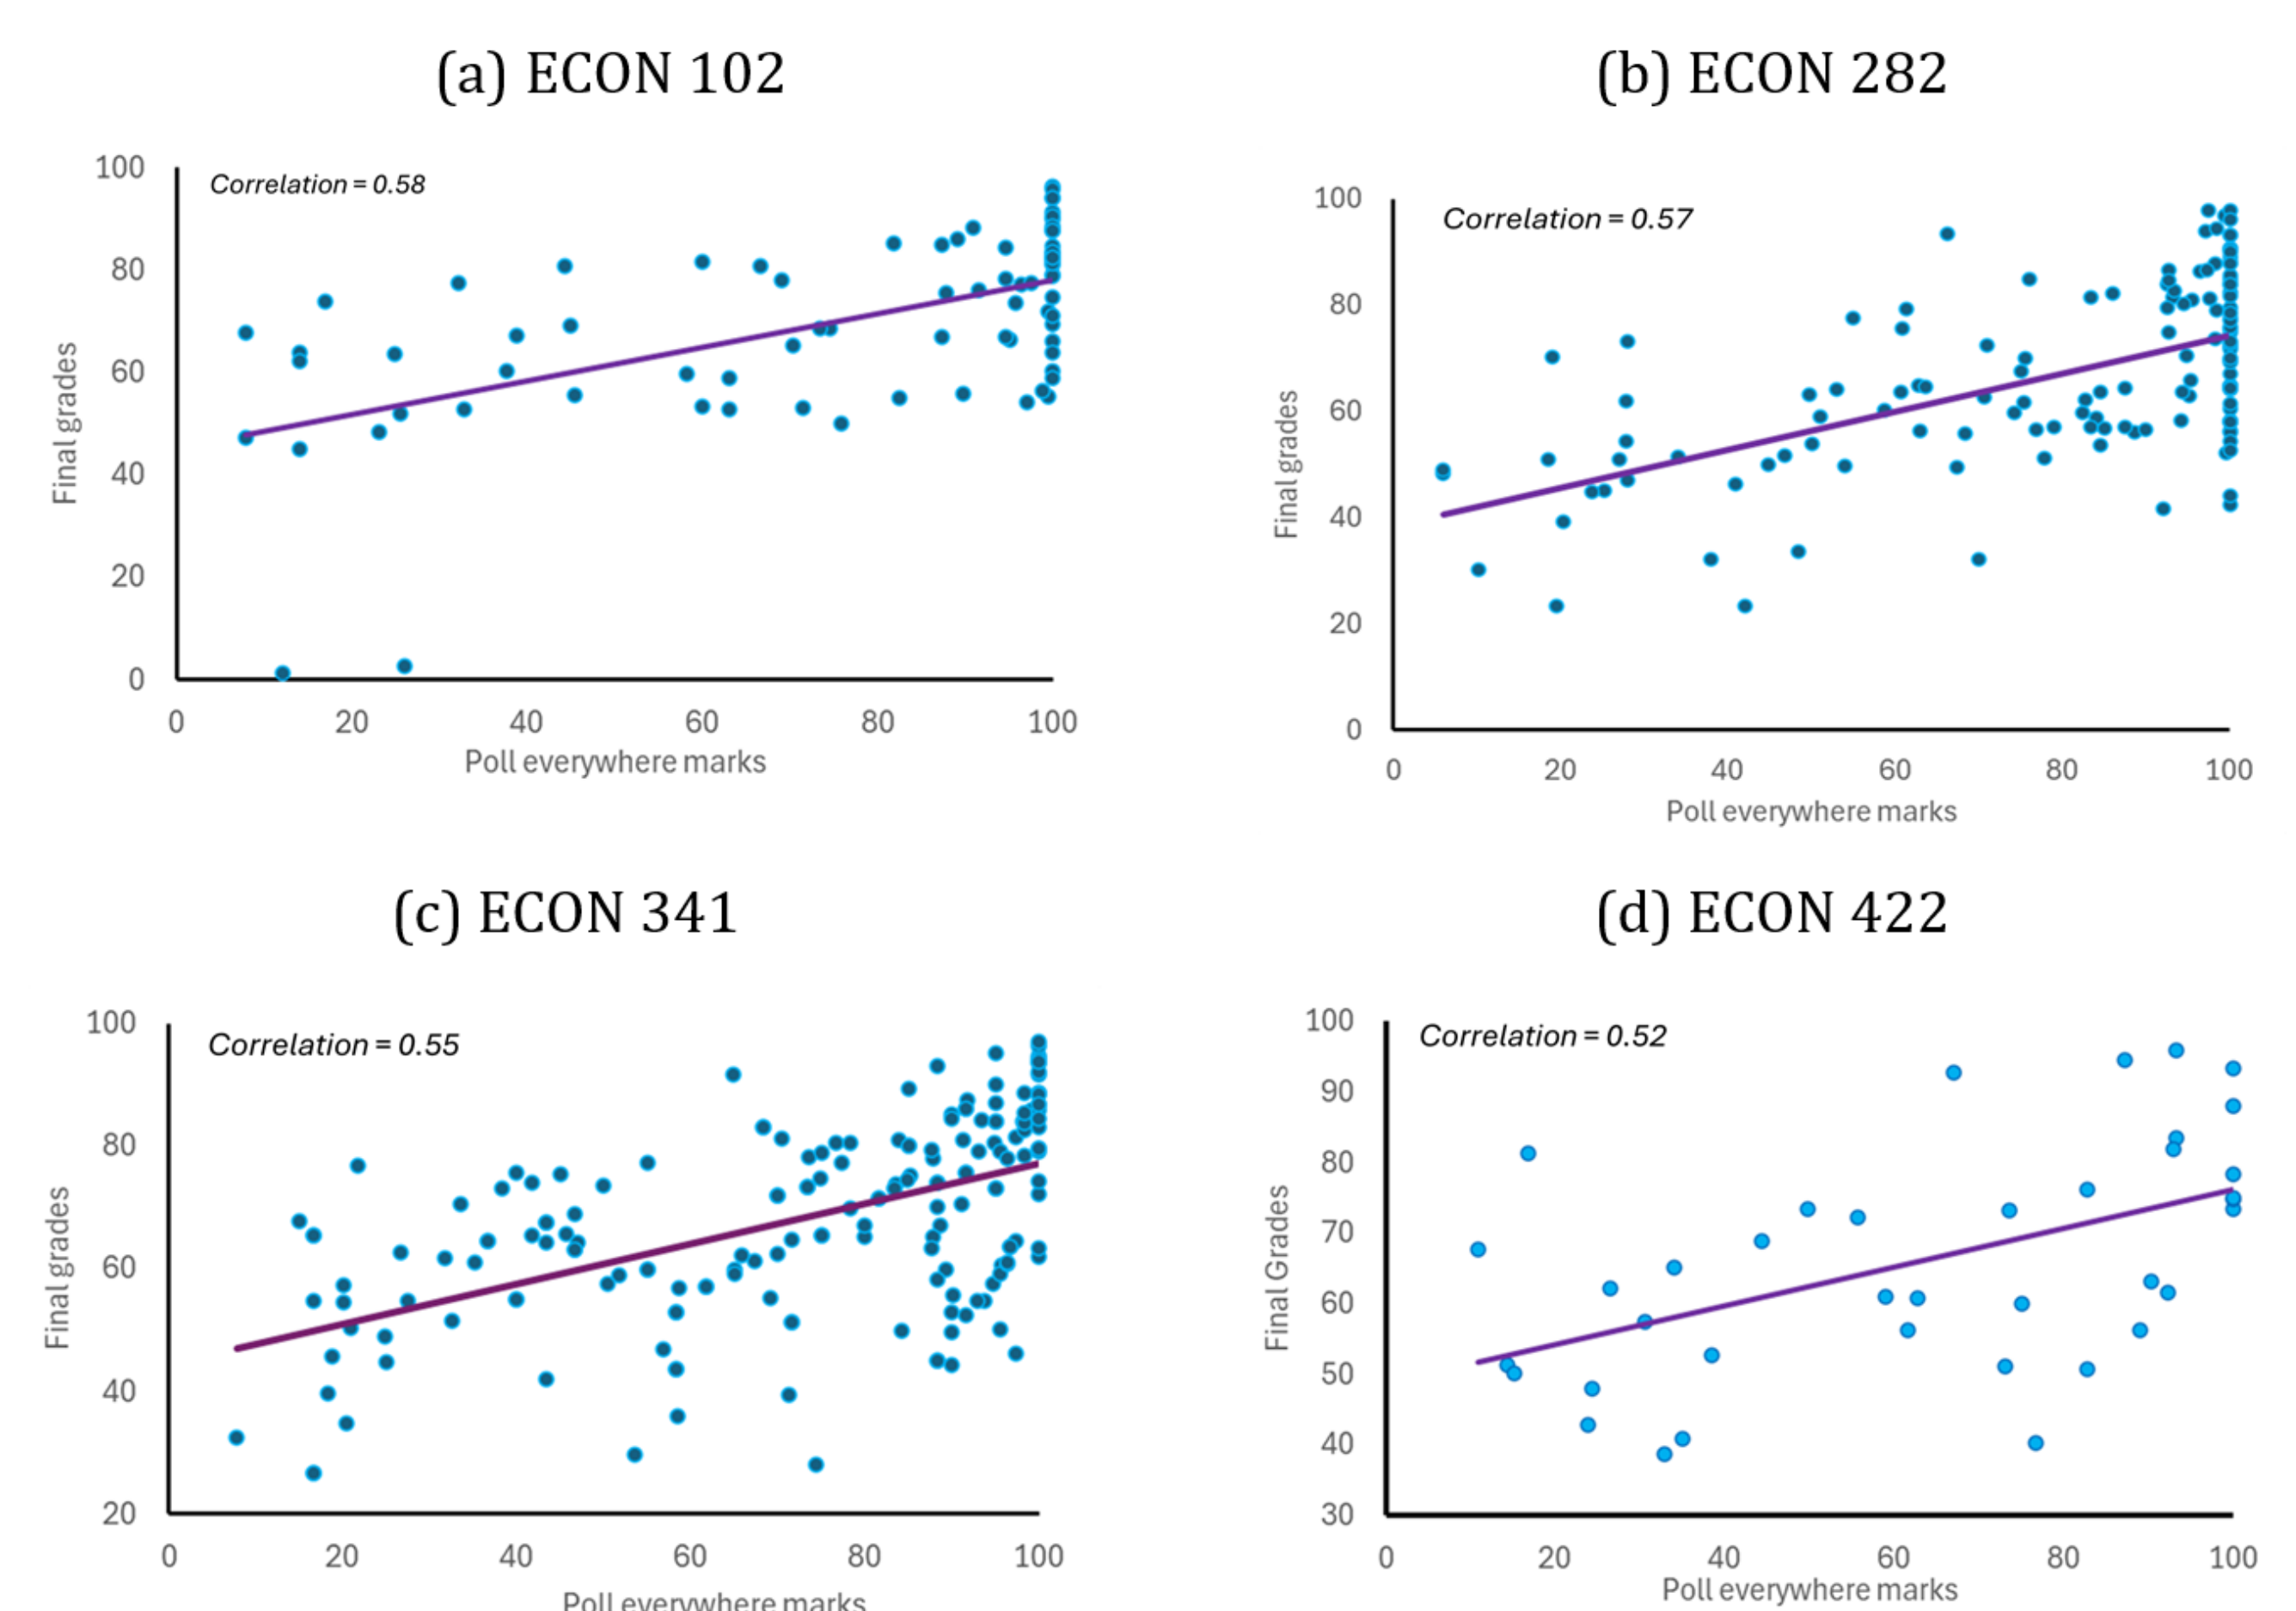 (a) ECON 102
Correlation = 0.58
100
80
60
40
20
0
Final grades
0 20 40 60 80 100
Poll everywhere marks
(b) ECON 282
Correlation = 0.57
100
80
60
40
20
0
Final grades
0 20 40 60 80 100
Poll everywhere marks
(c) ECON 341
Correlation = 0.55
100
80
60
40
20
Final grades
0 20 40 60 80 100
Poll everywhere marks
(d) ECON 422
Correlation = 0.52
100
90
80
70
60
50
40
30
Final Grades
0 20 40 60 80 100
Poll everywhere marks